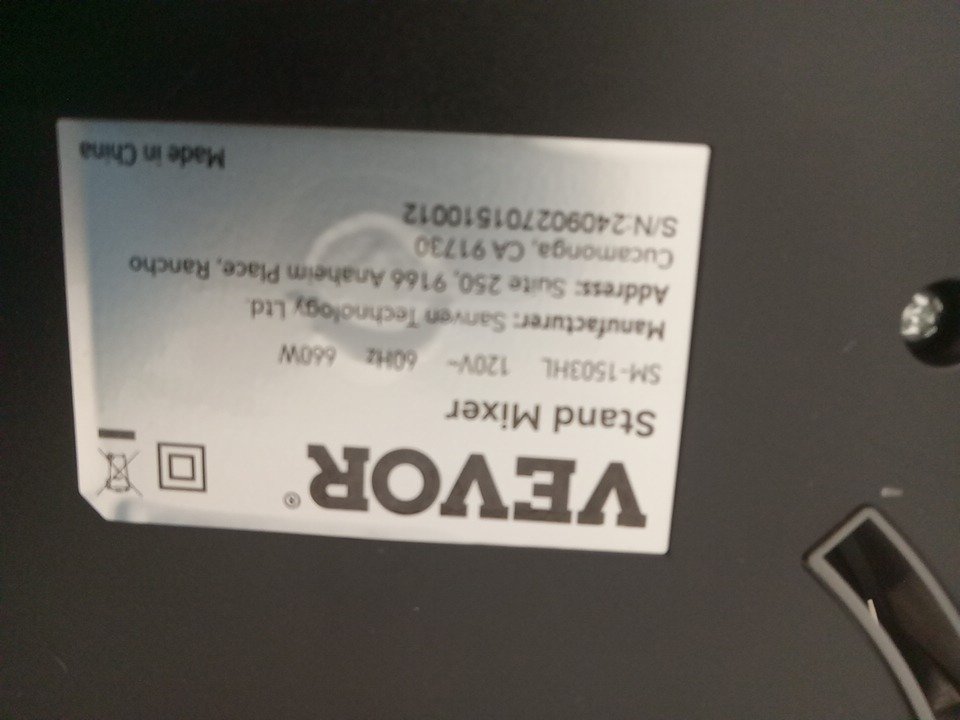 VEVOR®
Stand Mixer
SM-1503HL 120V~ 60Hz 660W
Manufacturer: Sanven Technology Ltd.
Address: Suite 250, 9166 Anaheim Place, Rancho
Cucamonga, CA 91730
S/N:240902701510012
Made in China